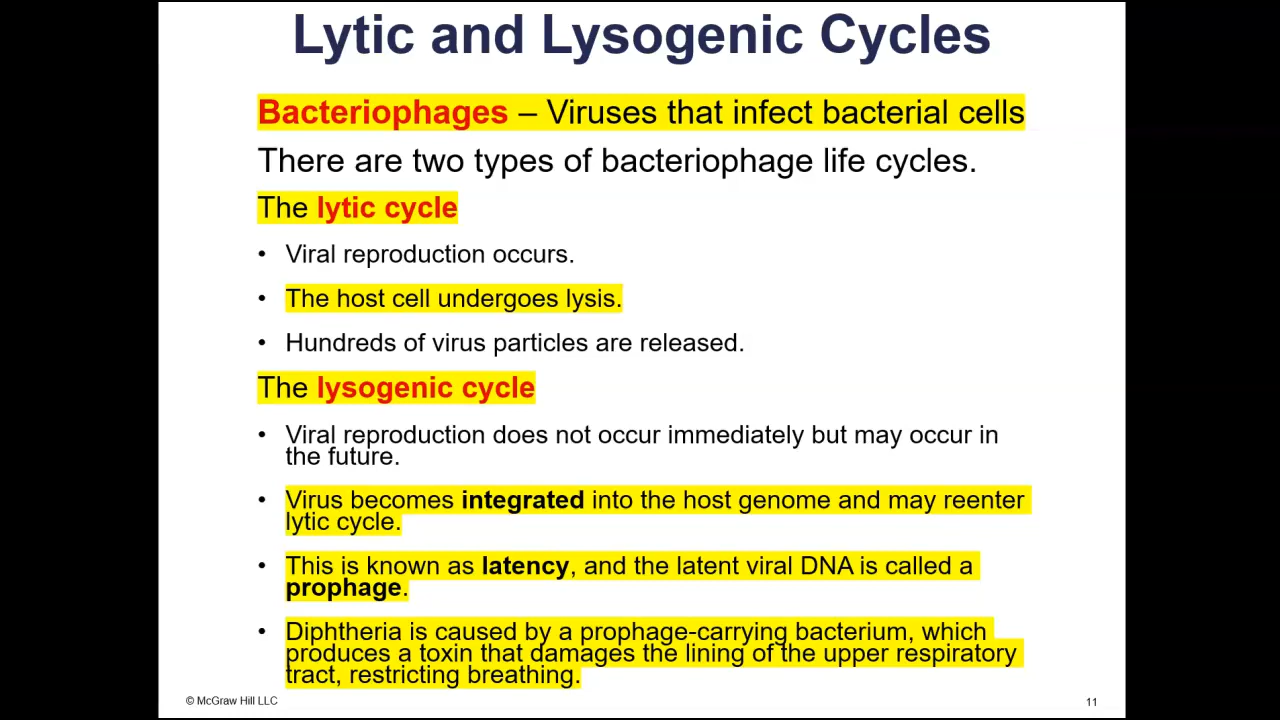 Lytic and Lysogenic Cycles
Bacteriophages – Viruses that infect bacterial cells
There are two types of bacteriophage life cycles.
The lytic cycle
• Viral reproduction occurs.
• The host cell undergoes lysis.
• Hundreds of virus particles are released.
The lysogenic cycle
• Viral reproduction does not occur immediately but may occur in
the future.
• Virus becomes integrated into the host genome and may reenter
lytic cycle.
• This is known as latency, and the latent viral DNA is called a
prophage.
• Diphtheria is caused by a prophage-carrying bacterium, which
produces a toxin that damages the lining of the upper respiratory
tract, restricting breathing.
© McGraw Hill LLC
11